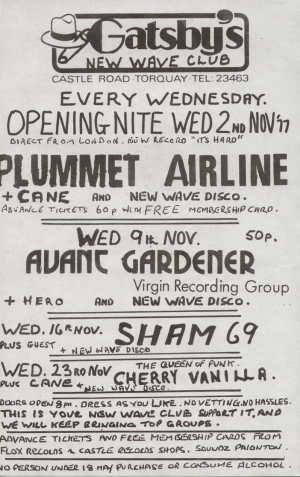 Gatsby's
NEW WAVE CLUB
CASTLE ROAD·TORQUAY·TEL: 23463
EVERY WEDNESDAY.
OPENING NITE WED 2ND NOV '77
DIRECT FROM LONDON. NEW RECORD "IT'S HARD"
PLUMMET AIRLINE
+ CANE AND NEW WAVE DISCO.
ADVANCE TICKETS 60p WITH FREE MEMBERSHIP CARD.
WED 9th NOV. 50p.
AVANT GARDENER
Virgin Recording Group
+ HERO AND NEW WAVE DISCO.
WED. 16th NOV. SHAM 69
PLUS GUEST + NEW WAVE DISCO
WED. 23RD NOV THE QUEEN OF PUNK.
PLUS CANE + NEW WAVE DISCO CHERRY VANILLA.
DOORS OPEN 8pm. DRESS AS YOU LIKE. NO VETTING. NO HASSLES.
THIS IS YOUR NEW WAVE CLUB SUPPORT IT, AND
WE WILL KEEP BRINGING TOP GROUPS.
ADVANCE TICKETS AND FREE MEMBERSHIP CARDS FROM
FLOX RECORDS & CASTLE RECORDS SHOPS. SOUNDZ PAIGNTON.
NO PERSON UNDER 18 MAY PURCHASE OR CONSUME ALCOHOL.